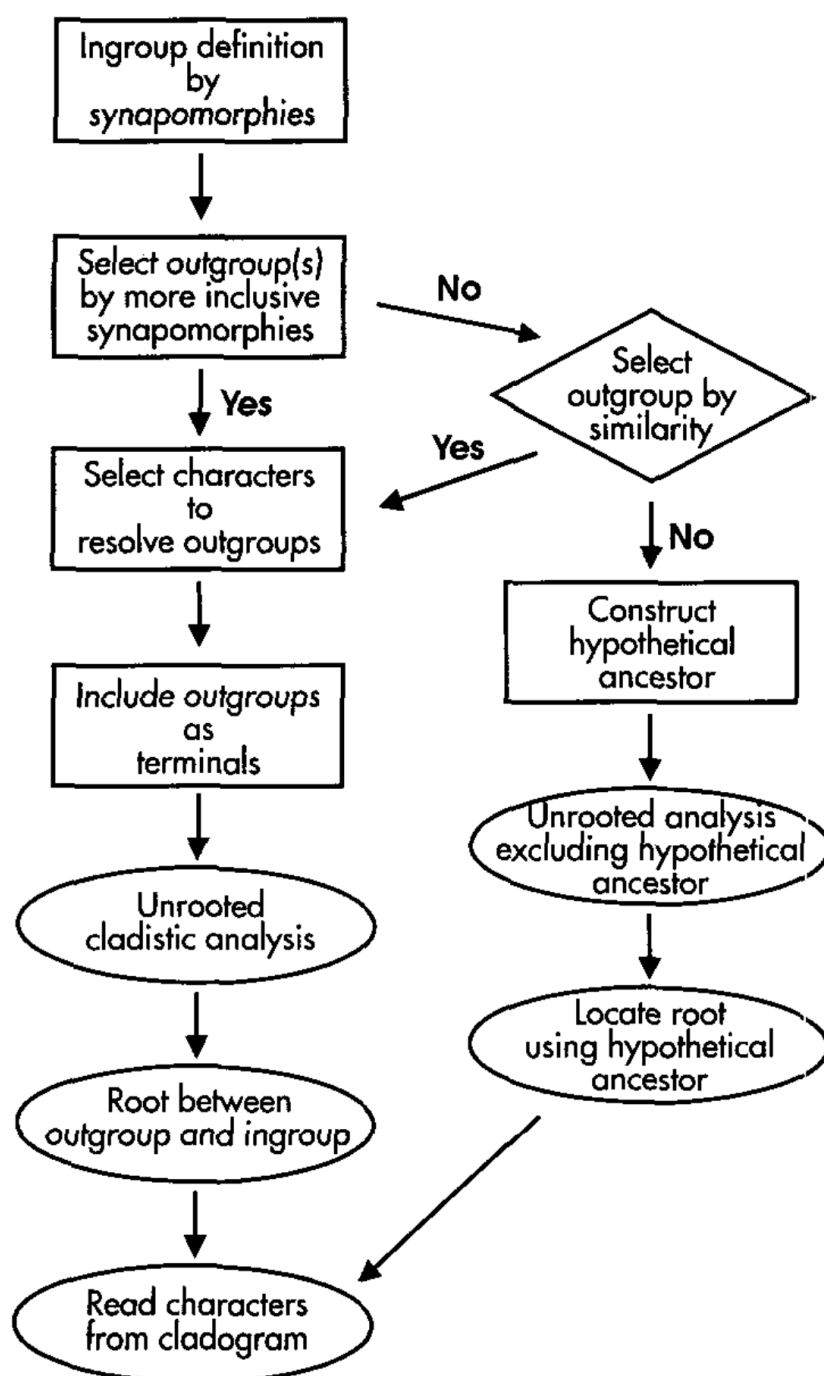 Ingroup definition
by
synapomorphies
Select outgroup(s)
by more inclusive
synapomorphies
No
Select
outgroup by
similarity
Yes
Yes
Select characters
to
resolve outgroups
No
Construct
hypothetical
ancestor
Include outgroups
as
terminals
Unrooted analysis
excluding hypothetical
ancestor
Unrooted
cladistic analysis
Locate root
using hypothetical
ancestor
Root between
outgroup and ingroup
Read characters
from cladogram